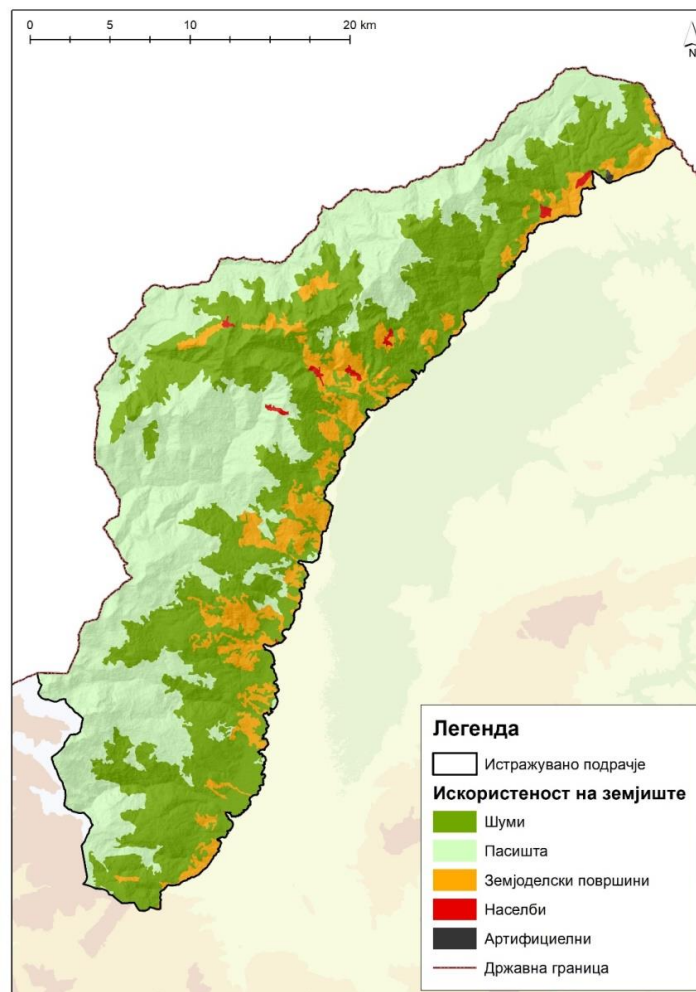 0 5 10 20 km
N
Легенда
Истражувано подрачје
Искористеност на земјиште
Шуми
Пасишта
Земјоделски површини
Населби
Артифициелни
Државна граница